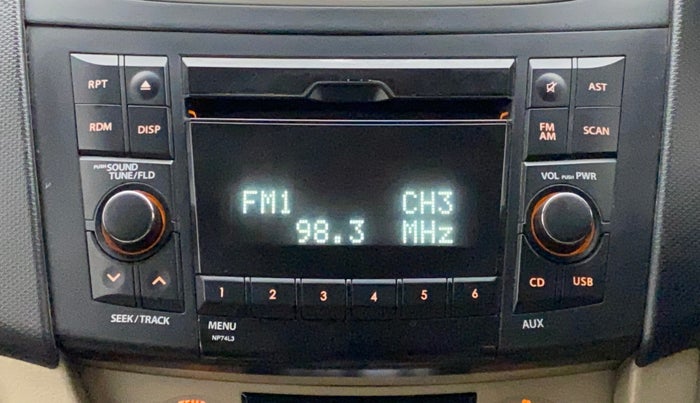 RPT
AST
RDM DISP
FM
AM
SCAN
PUSH SOUND
TUNE/FLD
VOL PUSH PWR
FM1 CH3
98.3 MHz
CD USB
1 2 3 4 5 6
SEEK/TRACK
MENU
NP74L3
AUX